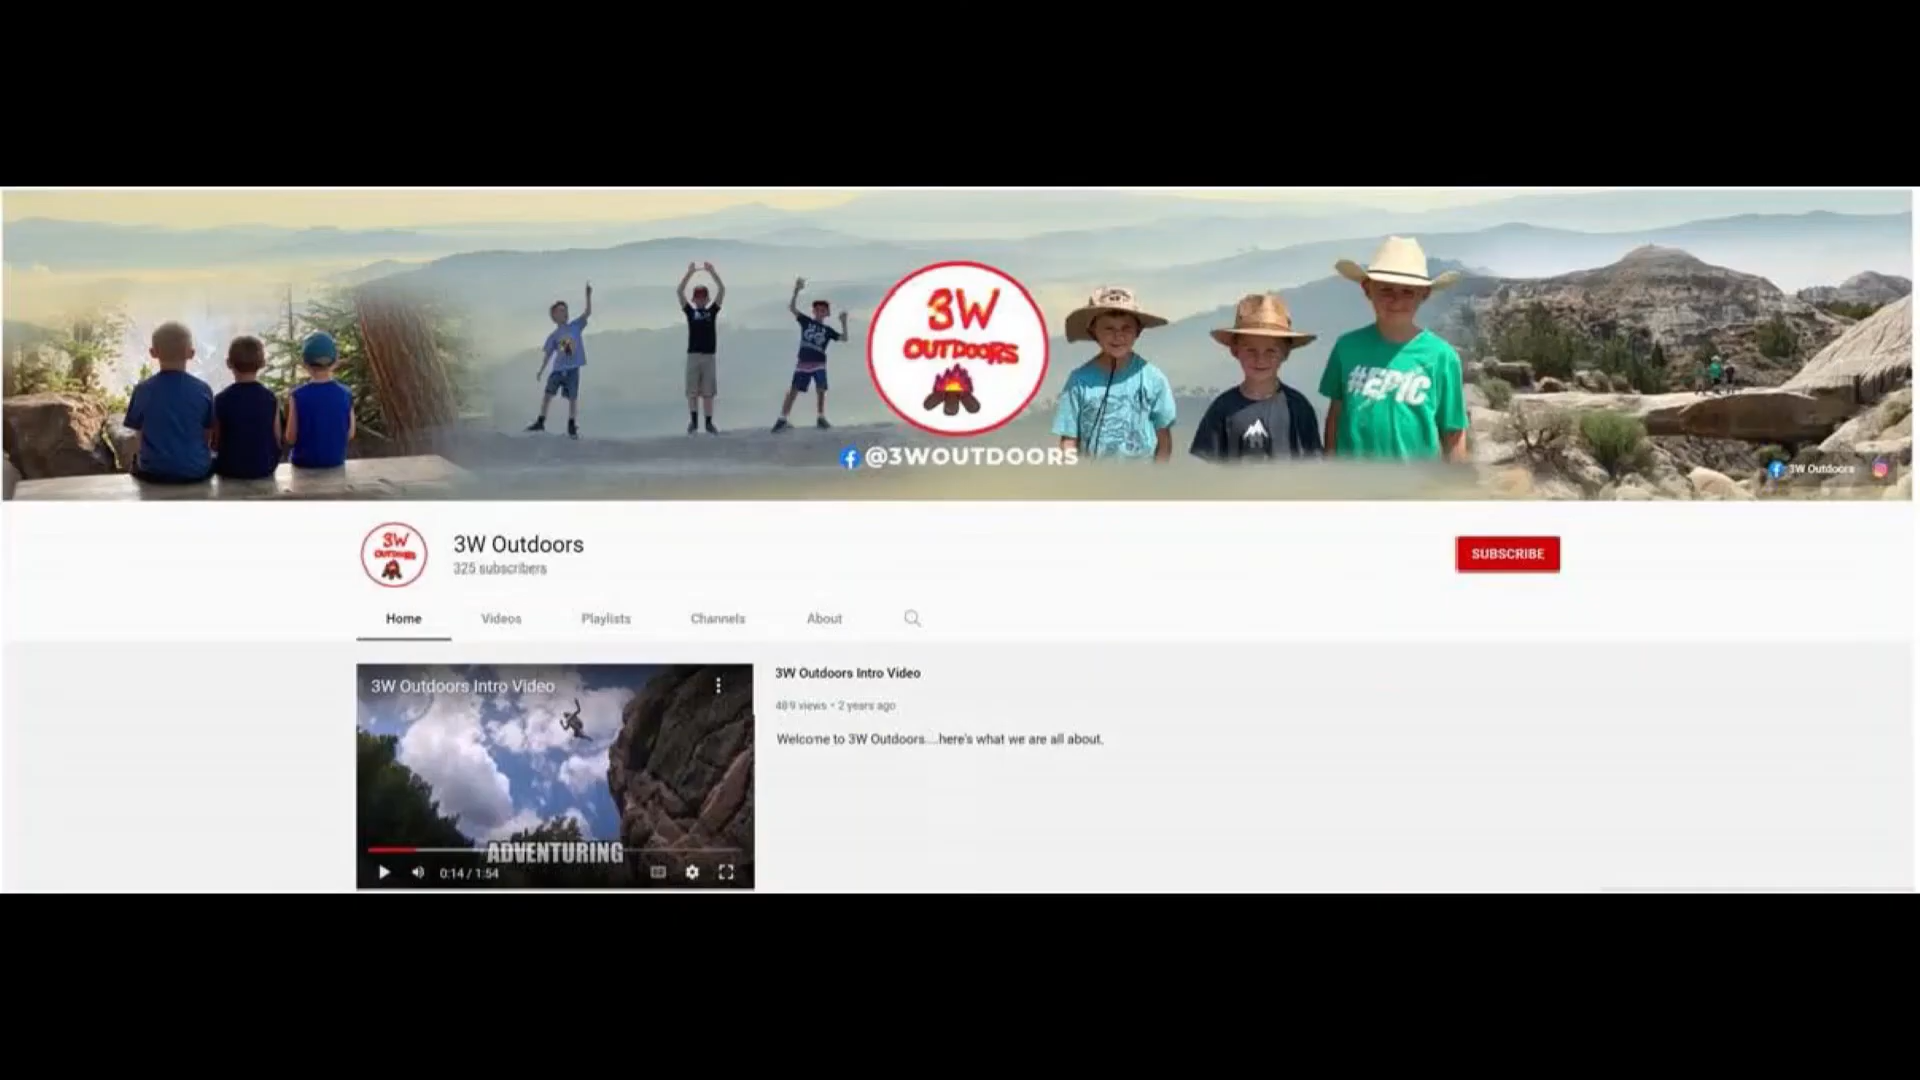 3W
OUTDOORS
#EPIC
@3WOUTDOORS
3W Outdoors
3W
OUTDOORS
3W Outdoors
325 subscribers
SUBSCRIBE
Home Videos Playlists Channels About
3W Outdoors Intro Video
ADVENTURING
0:14 / 1:54
3W Outdoors Intro Video
489 views • 2 years ago
Welcome to 3W Outdoors....here's what we are all about.